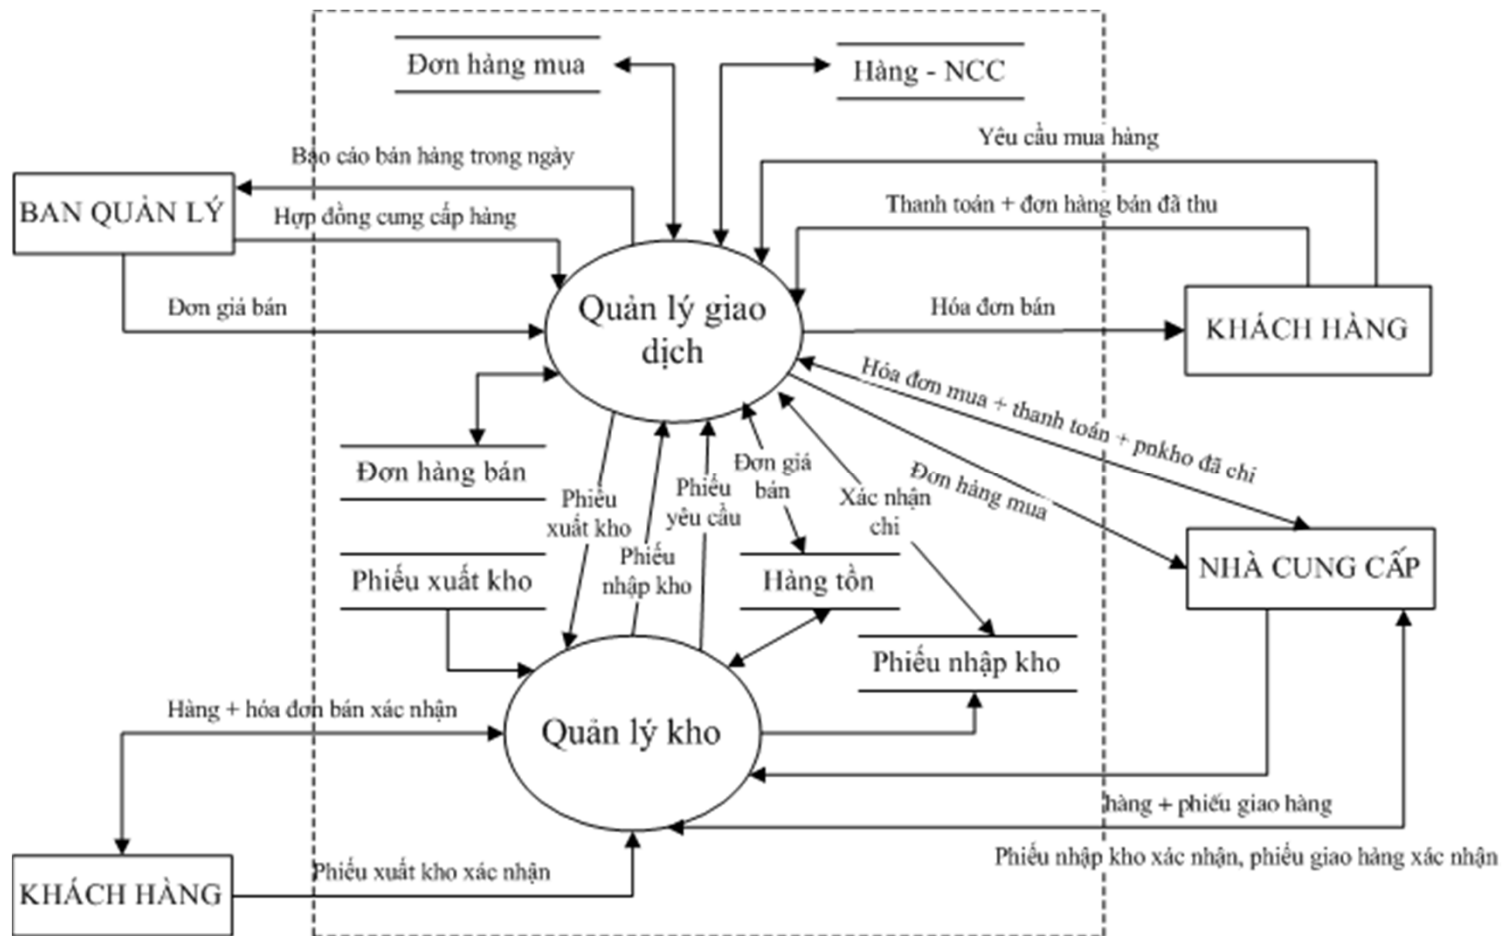 Đơn hàng mua
Hàng - NCC
Yêu cầu mua hàng
Báo cáo bán hàng trong ngày
BAN QUẢN LÝ
Hợp đồng cung cấp hàng
Thanh toán + đơn hàng bán đã thu
Đơn giá bán
Quản lý giao
dịch
Hóa đơn bán
KHÁCH HÀNG
Hóa đơn mua + thanh toán + pnkho đã chi
Đơn hàng mua
Đơn hàng bán
Phiếu
xuất kho
Phiếu
nhập kho
Phiếu
yêu cầu
Đơn giá
bán
Xác nhận
chi
Phiếu xuất kho
Hàng tồn
NHÀ CUNG CẤP
Phiếu nhập kho
Hàng + hóa đơn bán xác nhận
Quản lý kho
hàng + phiếu giao hàng
Phiếu nhập kho xác nhận, phiếu giao hàng xác nhận
Phiếu xuất kho xác nhận
KHÁCH HÀNG